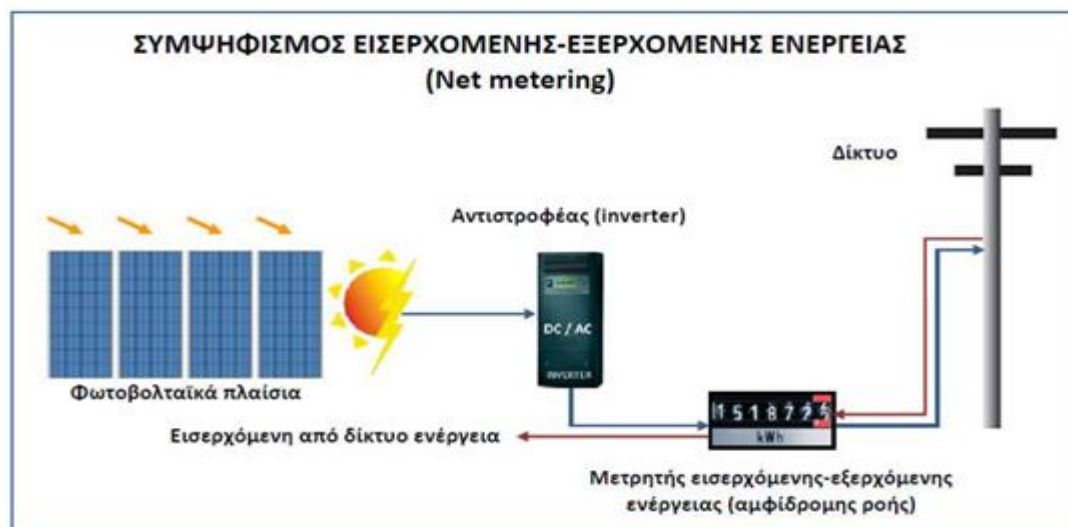 ΣΥΜΨΗΦΙΣΜΟΣ ΕΙΣΕΡΧΟΜΕΝΗΣ-ΕΞΕΡΧΟΜΕΝΗΣ ΕΝΕΡΓΕΙΑΣ
(Net metering)
Δίκτυο
Αντιστροφέας (inverter)
DC / AC
INVERTER
Φωτοβολταϊκά πλαίσια
Εισερχόμενη από δίκτυο ενέργεια
kWh
Μετρητής εισερχόμενης-εξερχόμενης
ενέργειας (αμφίδρομης ροής)